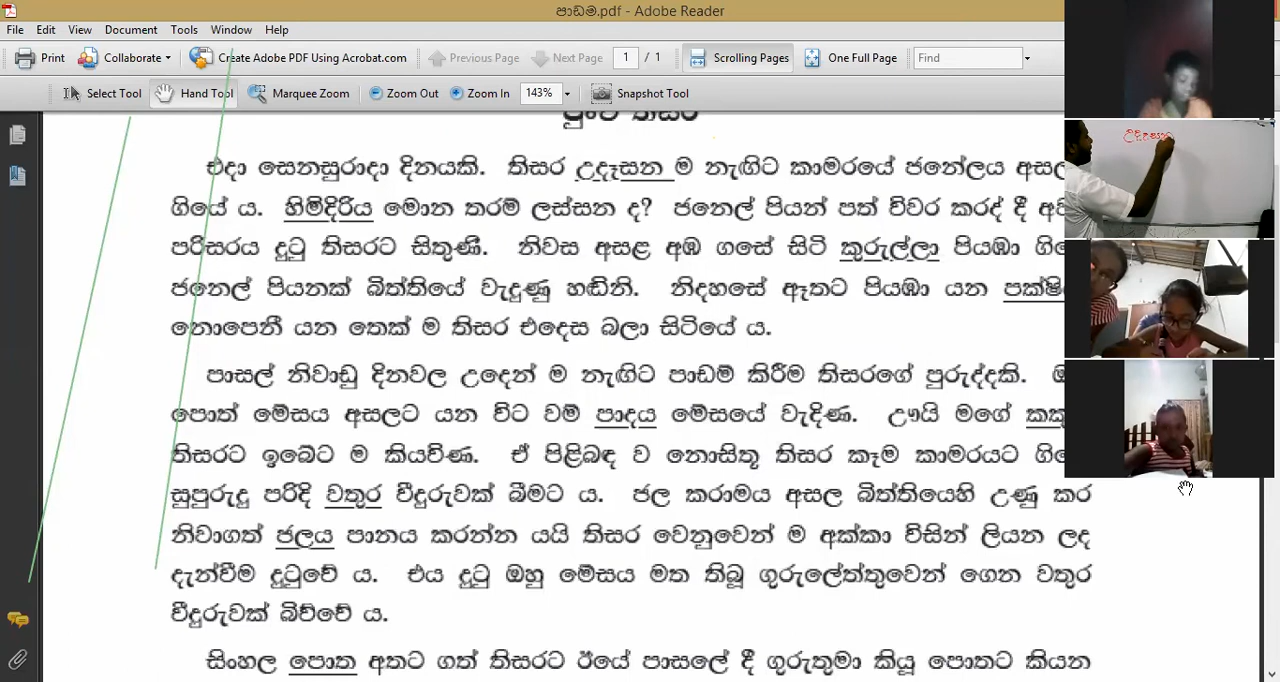 පාඩම.pdf - Adobe Reader
File Edit View Document Tools Window Help
Print Collaborate Create Adobe PDF Using Acrobat.com Previous Page Next Page 1 / 1 Scrolling Pages One Full Page Find
Select Tool Hand Tool Marquee Zoom Zoom Out Zoom In 143% Snapshot Tool
පුංචි තිසර
එදා සෙනසුරාදා දිනයකි. තිසර උදෑසන ම නැඟිට කාමරයේ ජනේලය
ගියේ ය. හිමිදිරිය මොන තරම් ලස්සන ද? ජනෙල් පියන් පත් විවර කරද් දී
පරිසරය දුටු තිසරට සිතුණි. නිවස අසළ අඹ ගසේ සිටි කුරුල්ලා පියඹා
ජනෙල් පියනක් බිත්තියේ වැදුණු හඬිනි. නිදහසේ ඈතට පියඹා යන
නොපෙනී යන තෙක් ම තිසර එදෙස බලා සිටියේ ය.
පාසල් නිවාඩු දිනවල උදෙන් ම නැඟිට පාඩම් කිරීම තිසරගේ පුරුද්දකි.
පොත් මේසය අසලට යන විට වම් පාදය මේසයේ වැදිණ. ඌයි මගේ
තිසරට ඉබේට ම කියවිණ. ඒ පිළිබඳ ව නොසිතූ තිසර කෑම කාමරයට
සුපුරුදු පරිදි වතුර වීදුරුවක් බීමට ය. ජල කරාමය අසල බිත්තියෙහි උණු කර
නිවාගත් ජලය පානය කරන්න යයි තිසර වෙනුවෙන් ම අක්කා විසින් ලියන ලද
දැන්වීම දුටුවේ ය. එය දුටු ඔහු මේසය මත තිබූ ගුරුලේත්තුවෙන් ගෙන වතුර
වීදුරුවක් බිව්වේ ය.
සිංහල පොත අතට ගත් තිසරට ඊයේ පාසලේ දී ගුරුතුමා කියූ පොතට කියන